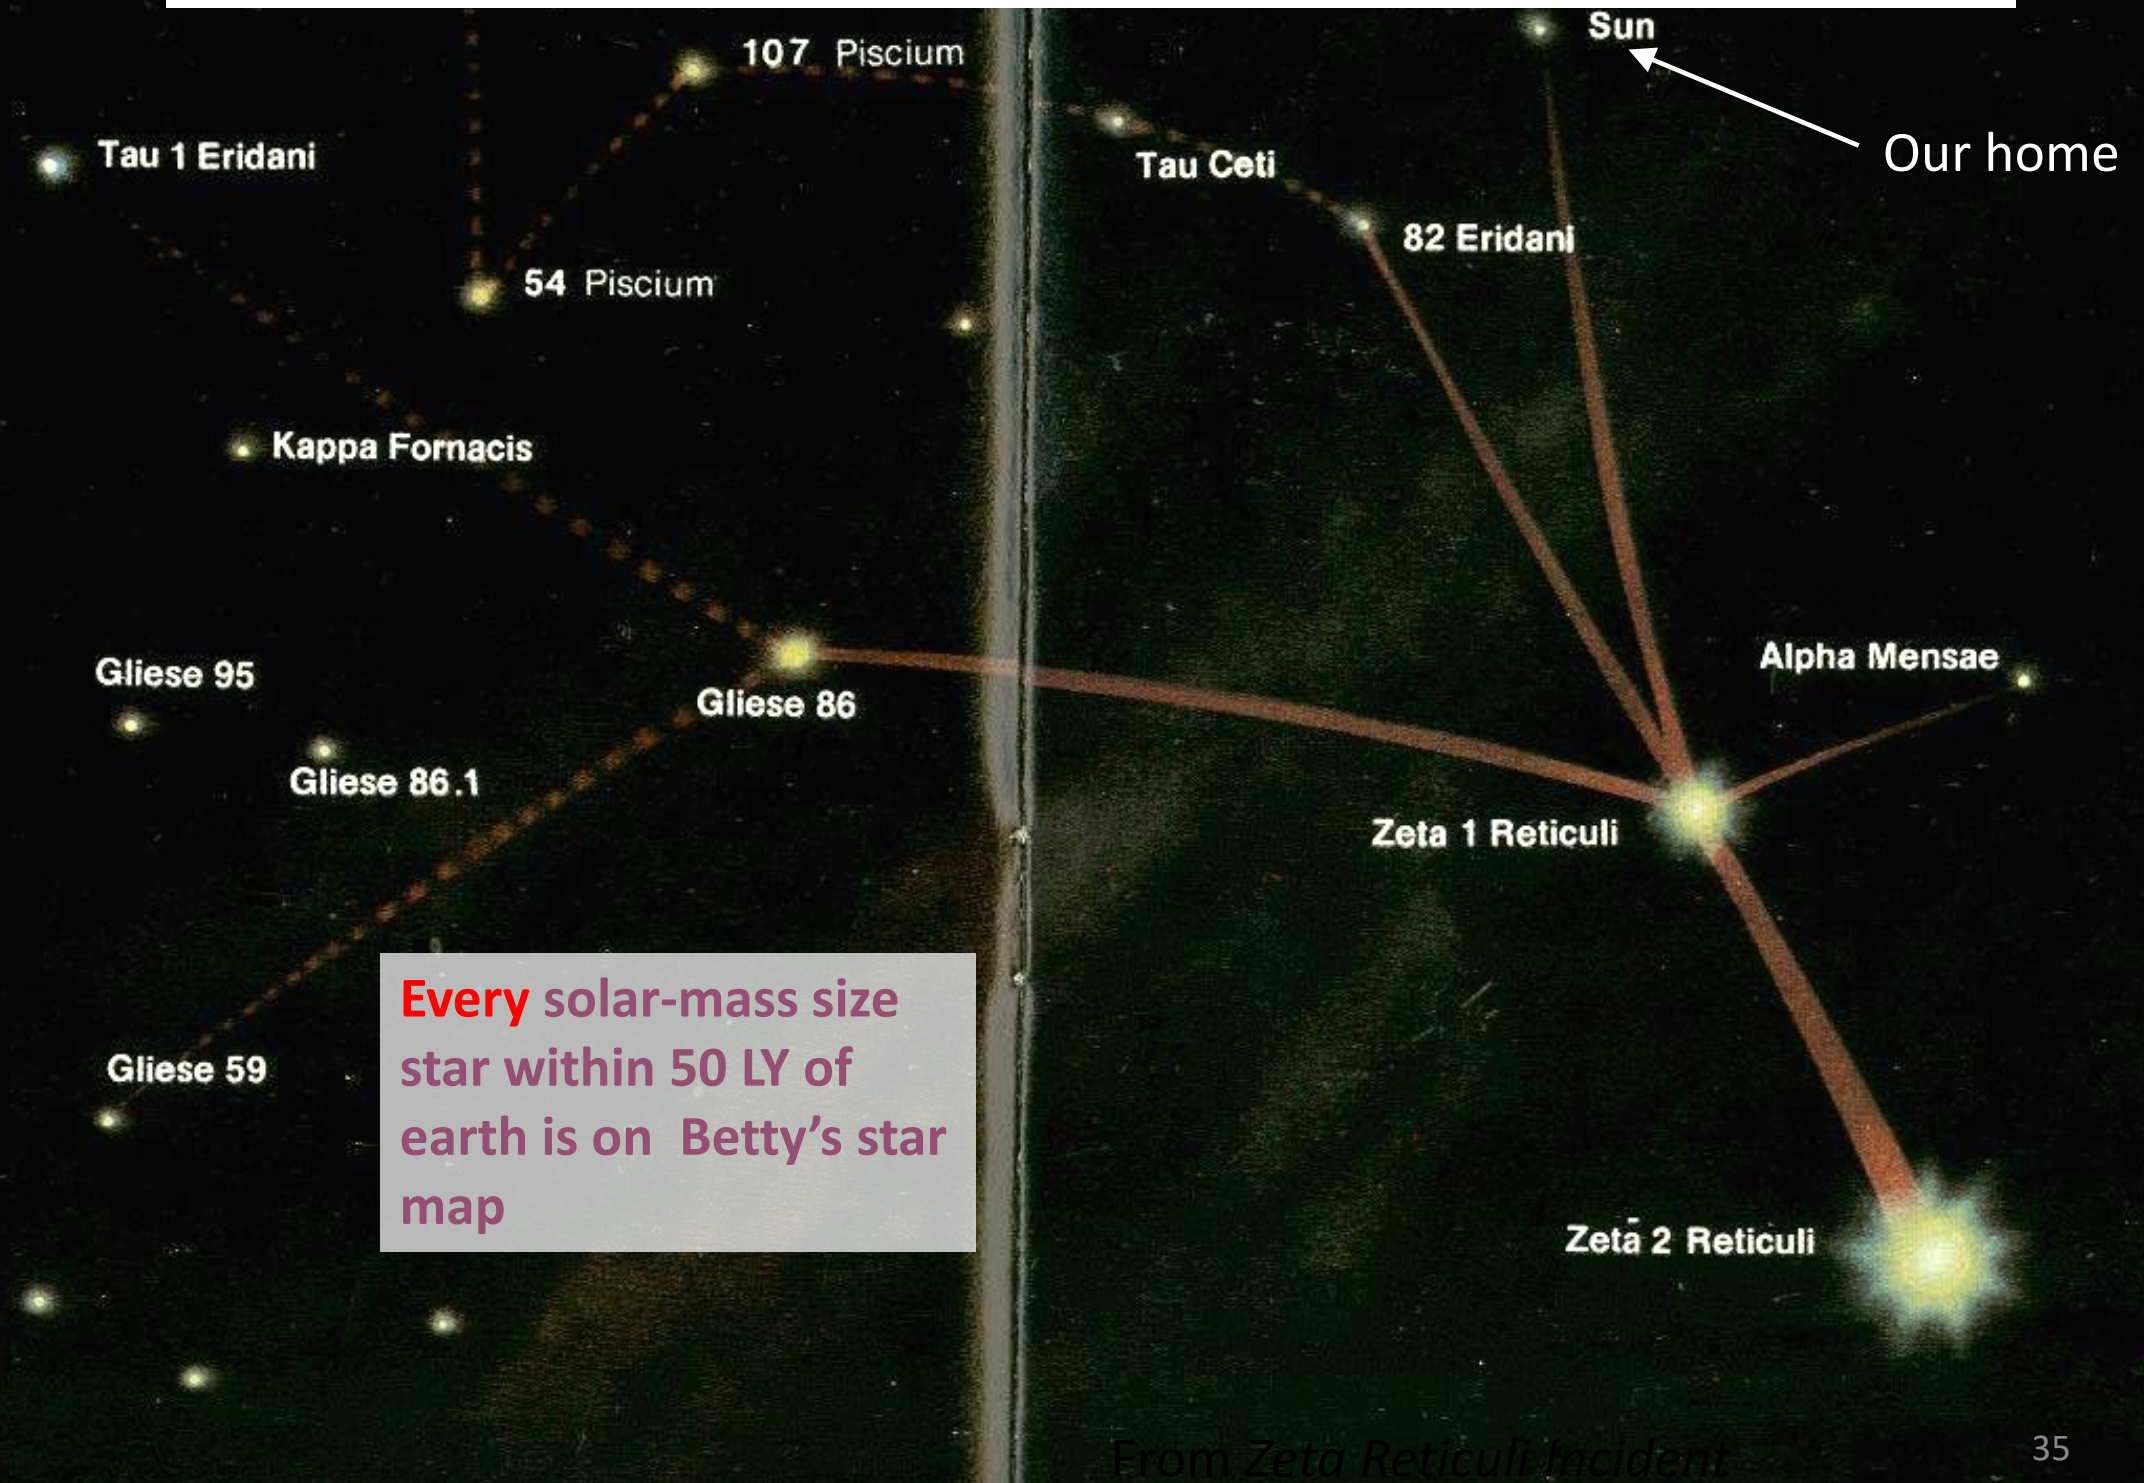 Sun
107 Piscium
Our home
Tau 1 Eridani
Tau Ceti
82 Eridani
54 Piscium
Kappa Fornacis
Alpha Mensae
Gliese 95
Gliese 86
Gliese 86.1
Zeta 1 Reticuli
Every solar-mass size
star within 50 LY of
earth is on Betty’s star
map
Gliese 59
Zeta 2 Reticuli
From Zeta Reticuli Incident
35